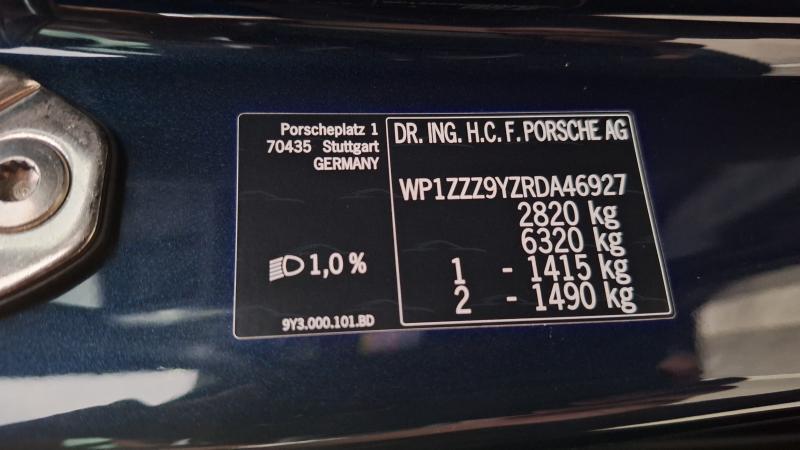 Porscheplatz 1
70435 Stuttgart
GERMANY
1,0 %
9Y3.000.101.BD
DR. ING. H.C. F. PORSCHE AG
WP1ZZZ9YZRDA46927
2820 kg
6320 kg
1 - 1415 kg
2 - 1490 kg